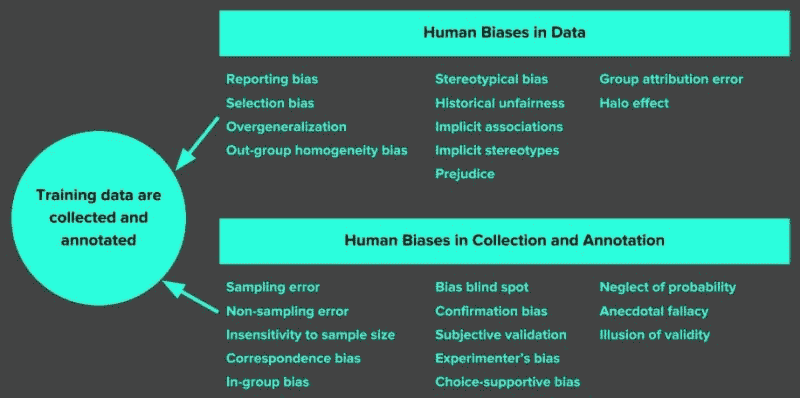 Human Biases in Data
Reporting bias
Selection bias
Overgeneralization
Out-group homogeneity bias
Stereotypical bias
Historical unfairness
Implicit associations
Implicit stereotypes
Prejudice
Group attribution error
Halo effect
Training data are
collected and
annotated
Human Biases in Collection and Annotation
Sampling error
Non-sampling error
Insensitivity to sample size
Correspondence bias
In-group bias
Bias blind spot
Confirmation bias
Subjective validation
Experimenter’s bias
Choice-supportive bias
Neglect of probability
Anecdotal fallacy
Illusion of validity